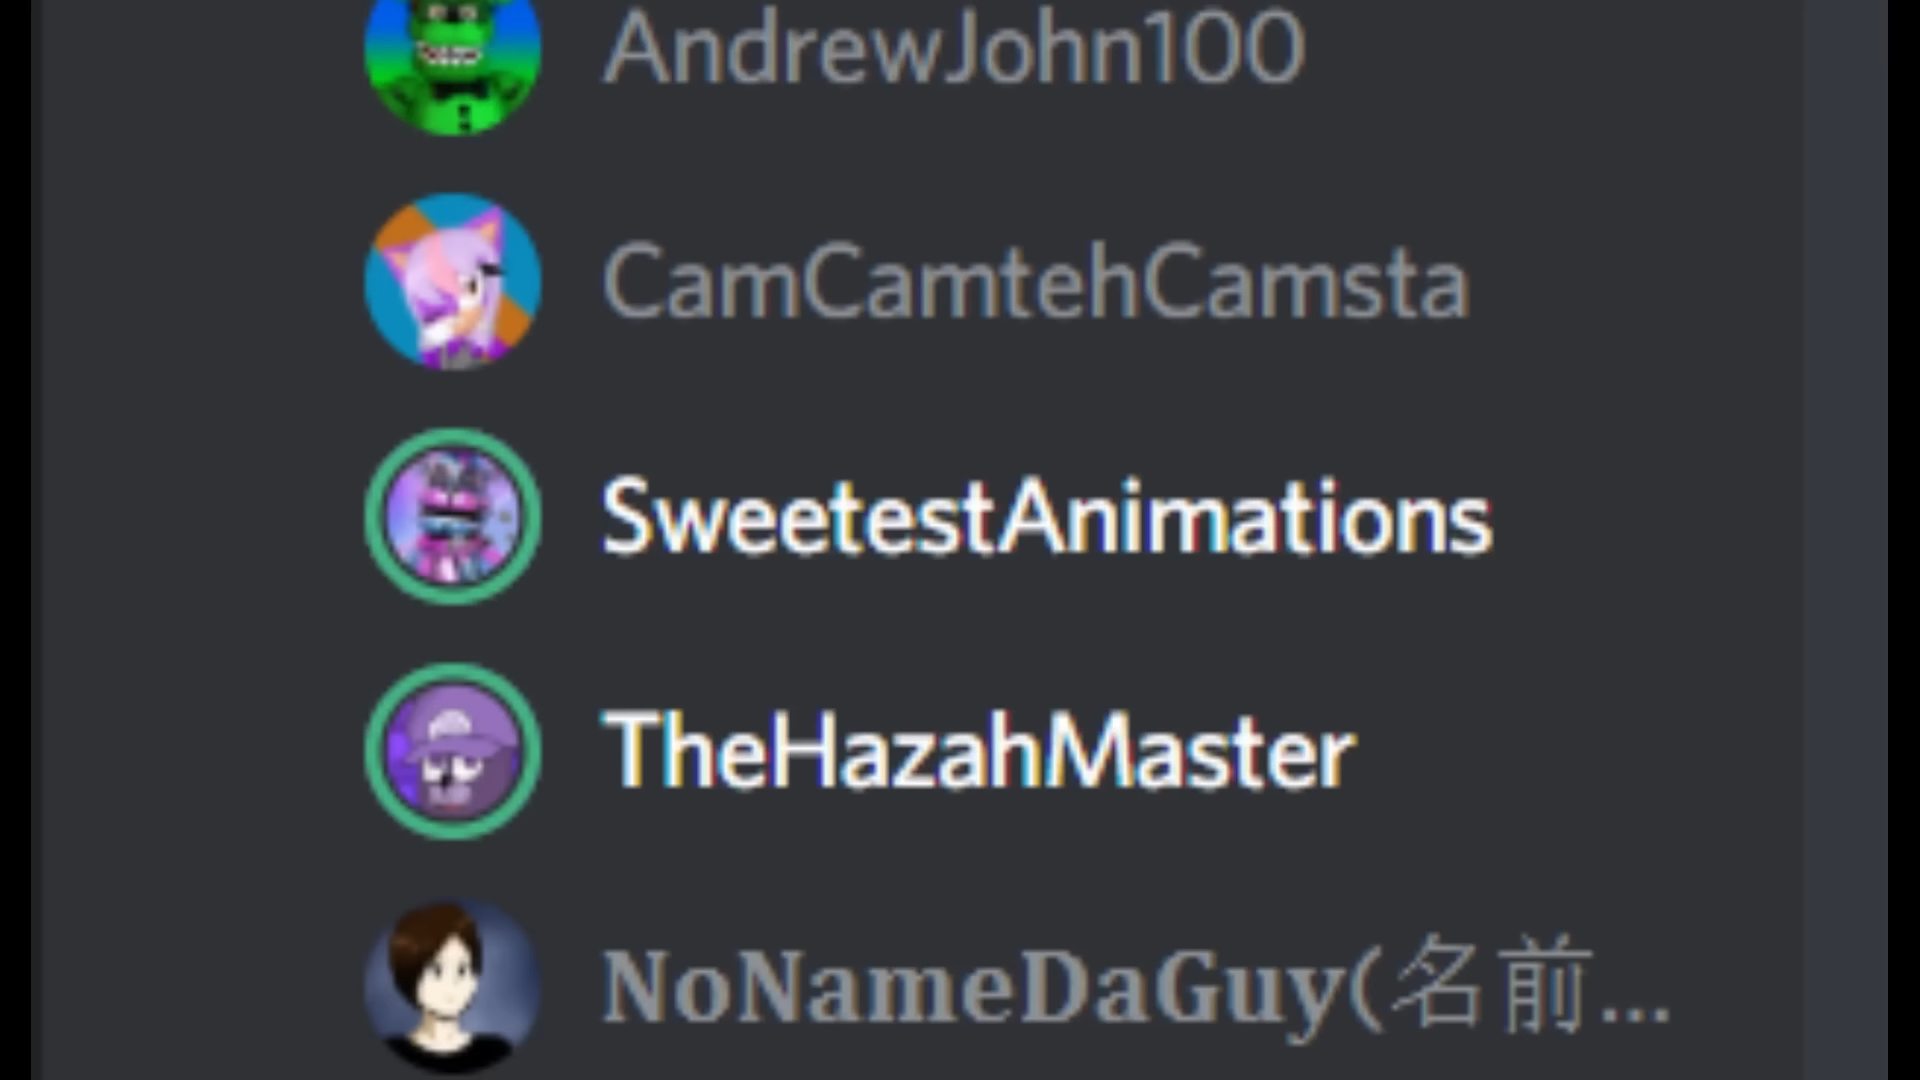 AndrewJohn100
CamCamtehCamsta
SweetestAnimations
TheHazahMaster
NoNameDaGuy(名前...